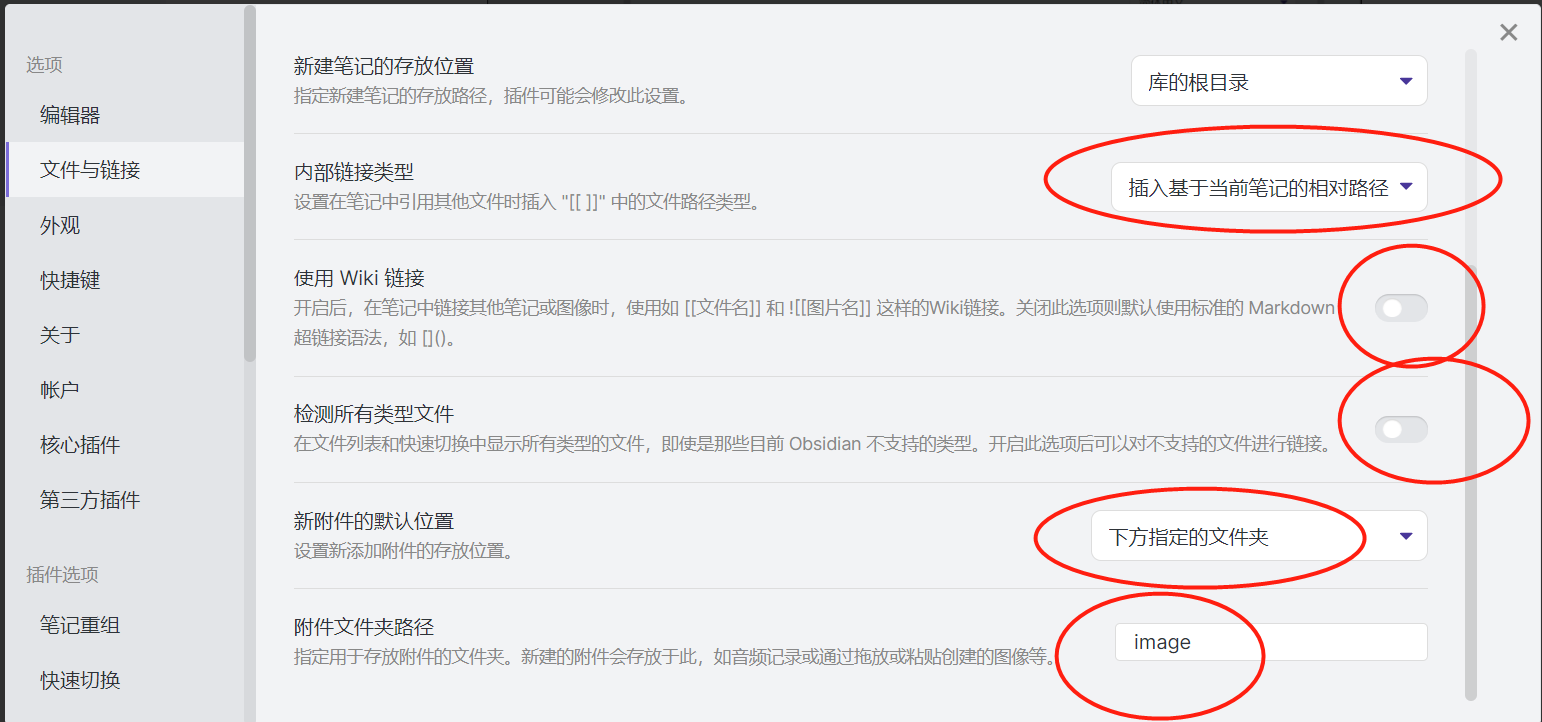 选项
编辑器
文件与链接
外观
快捷键
关于
帐户
核心插件
第三方插件
插件选项
笔记重组
快速切换
新建笔记的存放位置
指定新建笔记的存放路径，插件可能会修改此设置。
库的根目录
内部链接类型
设置在笔记中引用其他文件时插入 "[[ ]]" 中的文件路径类型。
插入基于当前笔记的相对路径
使用 Wiki 链接
开启后，在笔记中链接其他笔记或图像时，使用如 [[文件名]] 和 ![[图片名]] 这样的Wiki链接。关闭此选项则默认使用标准的 Markdown
超链接语法，如 []()。
检测所有类型文件
在文件列表和快速切换中显示所有类型的文件，即使是那些目前 Obsidian 不支持的类型。开启此选项后可以对不支持的文件进行链接。
新附件的默认位置
设置新添加附件的存放位置。
下方指定的文件夹
附件文件夹路径
指定用于存放附件的文件夹。新建的附件会存放于此，如音频记录或通过拖放或粘贴创建的图像等。
image